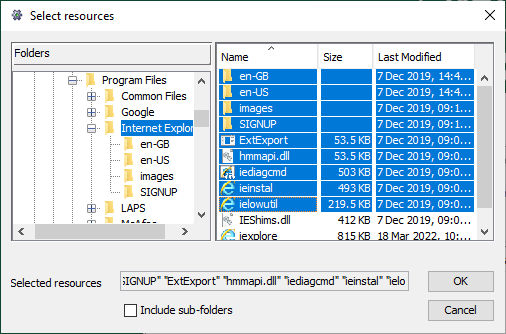 Select resources
Folders
Program Files
Common Files
Google
Internet Explor
en-GB
en-US
images
SIGNUP
LAPS
Name Size Last Modified
en-GB 7 Dec 2019, 14:4...
en-US 7 Dec 2019, 14:4...
images 7 Dec 2019, 09:1...
SIGNUP 7 Dec 2019, 09:1...
ExtExport 53.5 KB 7 Dec 2019, 09:0...
hmmapi.dll 53.5 KB 7 Dec 2019, 09:0...
iediagcmd 503 KB 7 Dec 2019, 09:0...
ieinstal 493 KB 7 Dec 2019, 09:0...
ielowutil 219.5 KB 7 Dec 2019, 09:0...
IEShims.dll 412 KB 7 Dec 2019, 09:0...
iexplore 815 KB 18 Mar 2022, 09:0...
Selected resources SIGNUP" "ExtExport" "hmmapi.dll" "iediagcmd" "ieinstal" "ielo OK
Include sub-folders Cancel